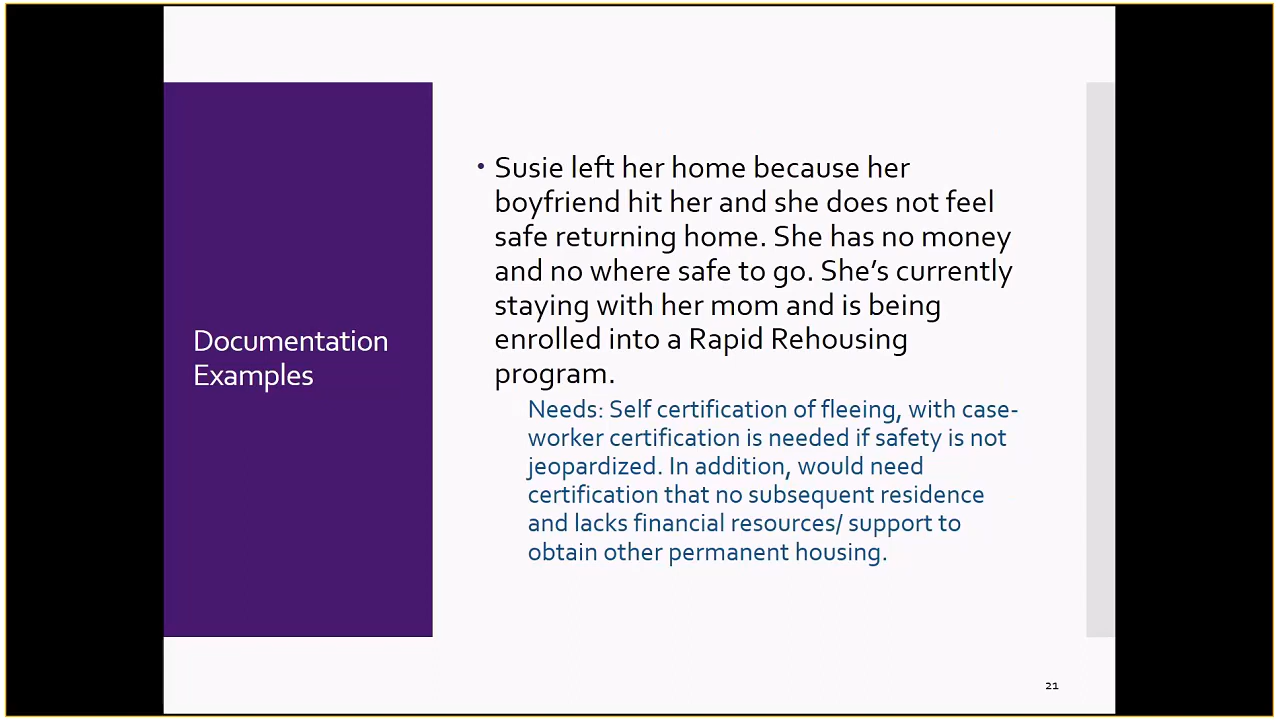 Documentation
Examples
• Susie left her home because her
boyfriend hit her and she does not feel
safe returning home. She has no money
and no where safe to go. She’s currently
staying with her mom and is being
enrolled into a Rapid Rehousing
program.
Needs: Self certification of fleeing, with case-
worker certification is needed if safety is not
jeopardized. In addition, would need
certification that no subsequent residence
and lacks financial resources/ support to
obtain other permanent housing.
21